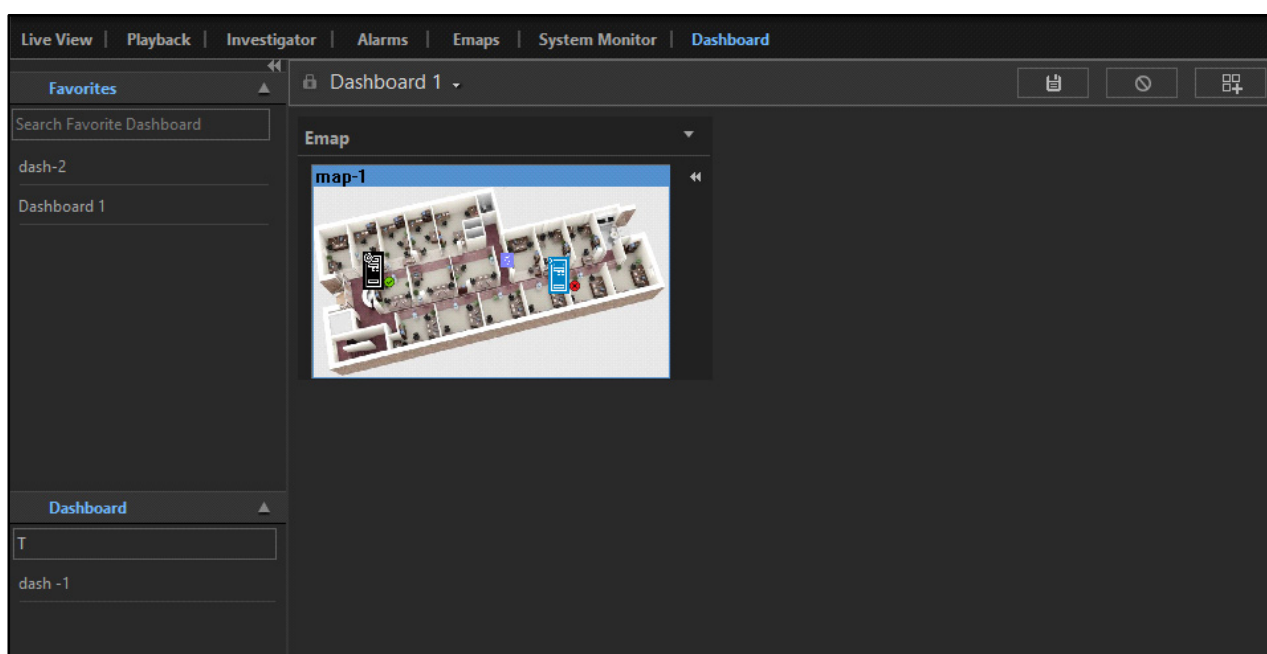 Live View | Playback | Investigator | Alarms | Emaps | System Monitor | Dashboard
Favorites
Search Favorite Dashboard
dash-2
Dashboard 1
Dashboard
T
dash -1
Dashboard 1
Emap
map-1